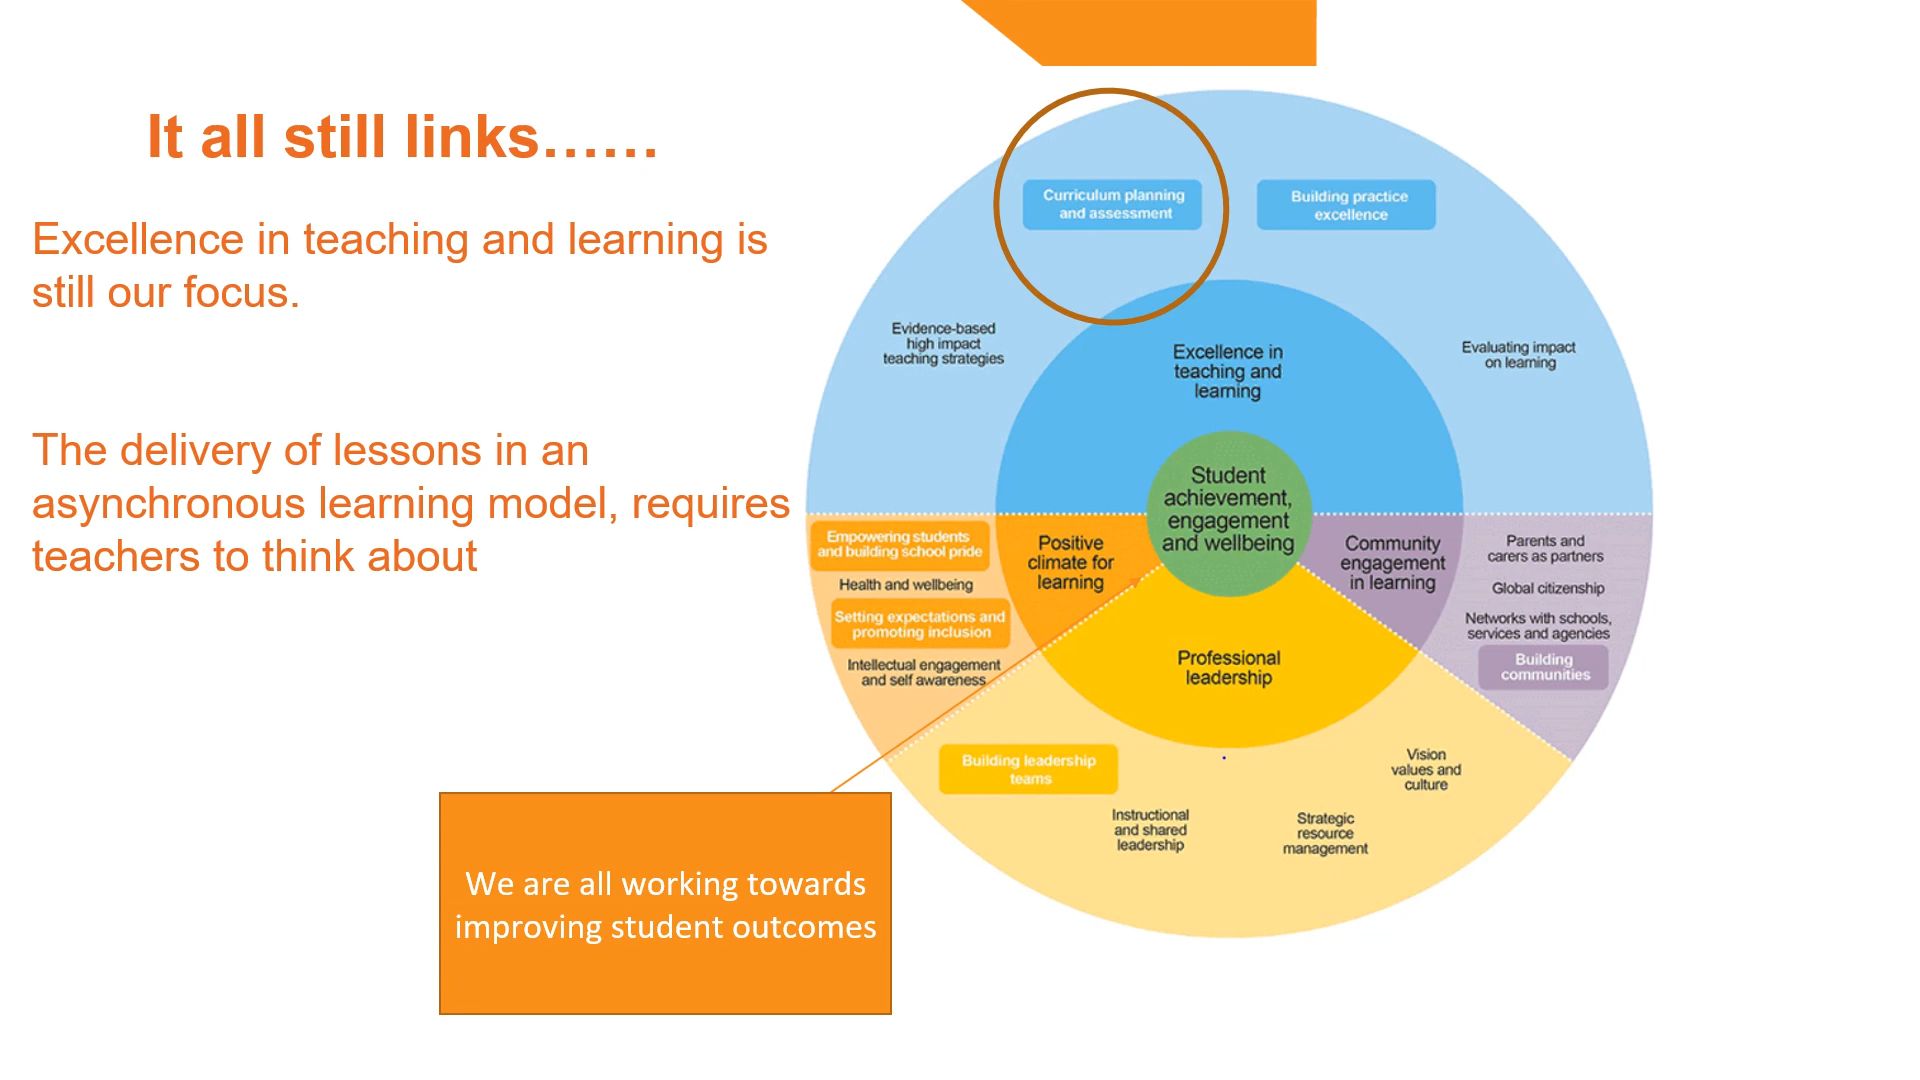 It all still links……
Excellence in teaching and learning is
still our focus.
The delivery of lessons in an
asynchronous learning model, requires
teachers to think about
Curriculum planning
and assessment
Building practice
excellence
Evidence-based
high impact
teaching strategies
Evaluating impact
on learning
Excellence in
teaching and
learning
Student
achievement,
engagement
and wellbeing
Empowering students
and building school pride
Health and wellbeing
Setting expectations and
promoting inclusion
Intellectual engagement
and self awareness
Positive
climate for
learning
Community
engagement
in learning
Parents and
carers as partners
Global citizenship
Networks with schools,
services and agencies
Building
communities
Professional
leadership
Building leadership
teams
Instructional
and shared
leadership
Strategic
resource
management
Vision
values and
culture
We are all working towards
improving student outcomes